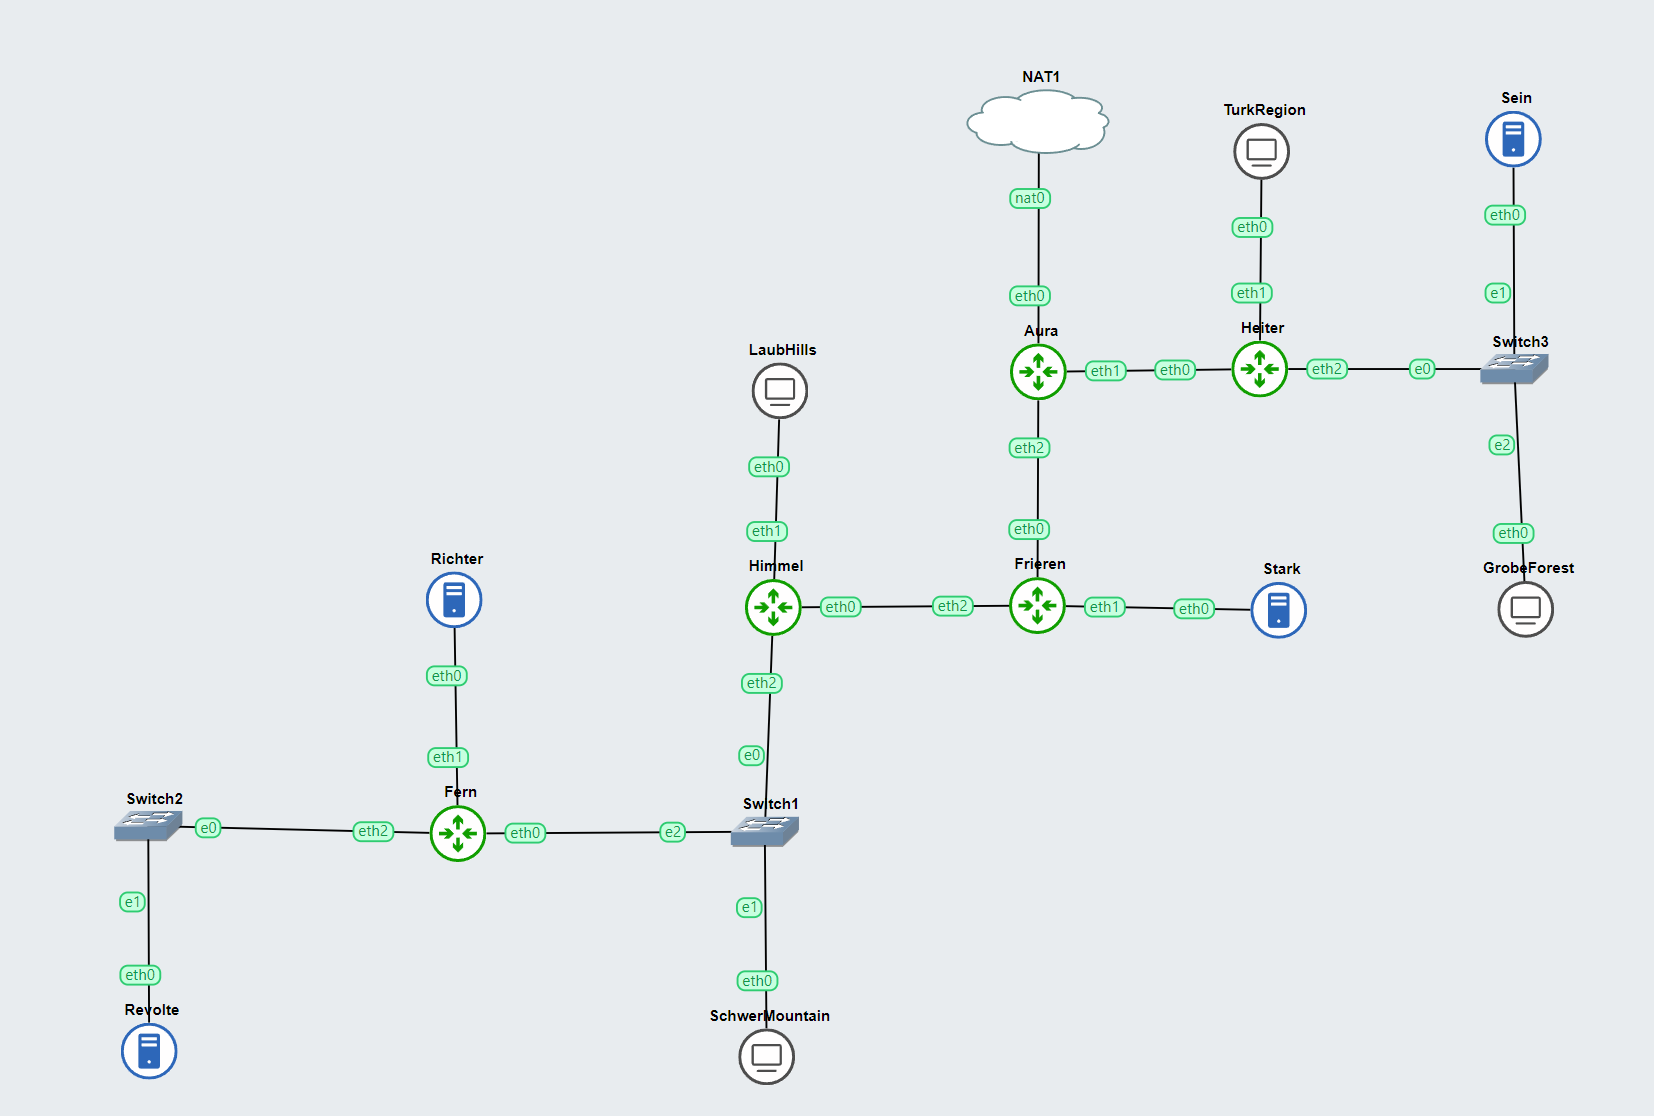 NAT1
TurkRegion
Sein
nat0
eth0
eth0
eth1
e1
eth0
Aura
Heiter
Switch3
LaubHills
eth1
eth0
eth2
e0
eth2
e2
eth0
eth1
eth0
eth0
Richter
Himmel
Frieren
Stark
GrobeForest
eth0
eth2
eth1
eth0
eth0
eth2
eth1
e0
Switch2
Fern
Switch1
e0
eth2
eth0
e2
e1
e1
eth0
eth0
Revolte
SchwerMountain